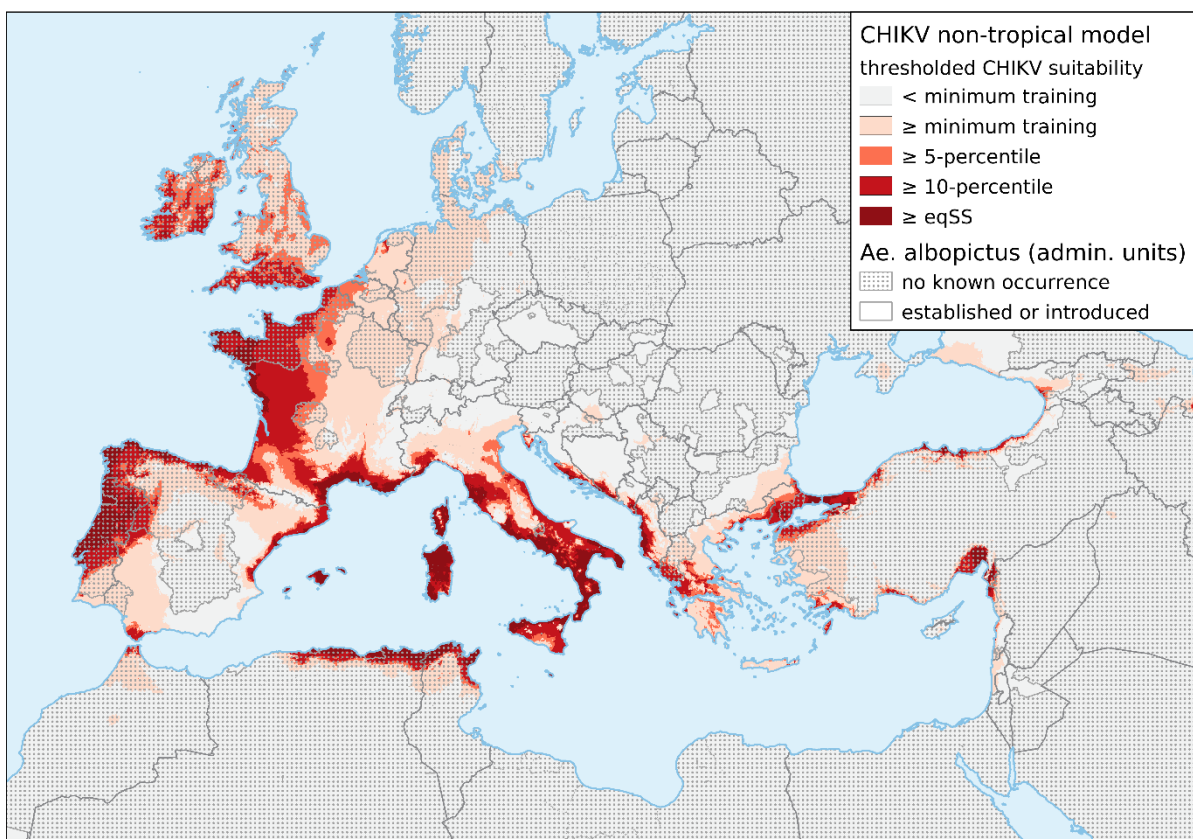 CHIKV non-tropical model
thresholded CHIKV suitability
< minimum training
≥ minimum training
≥ 5-percentile
≥ 10-percentile
≥ eqSS
Ae. albopictus (admin. units)
no known occurrence
established or introduced